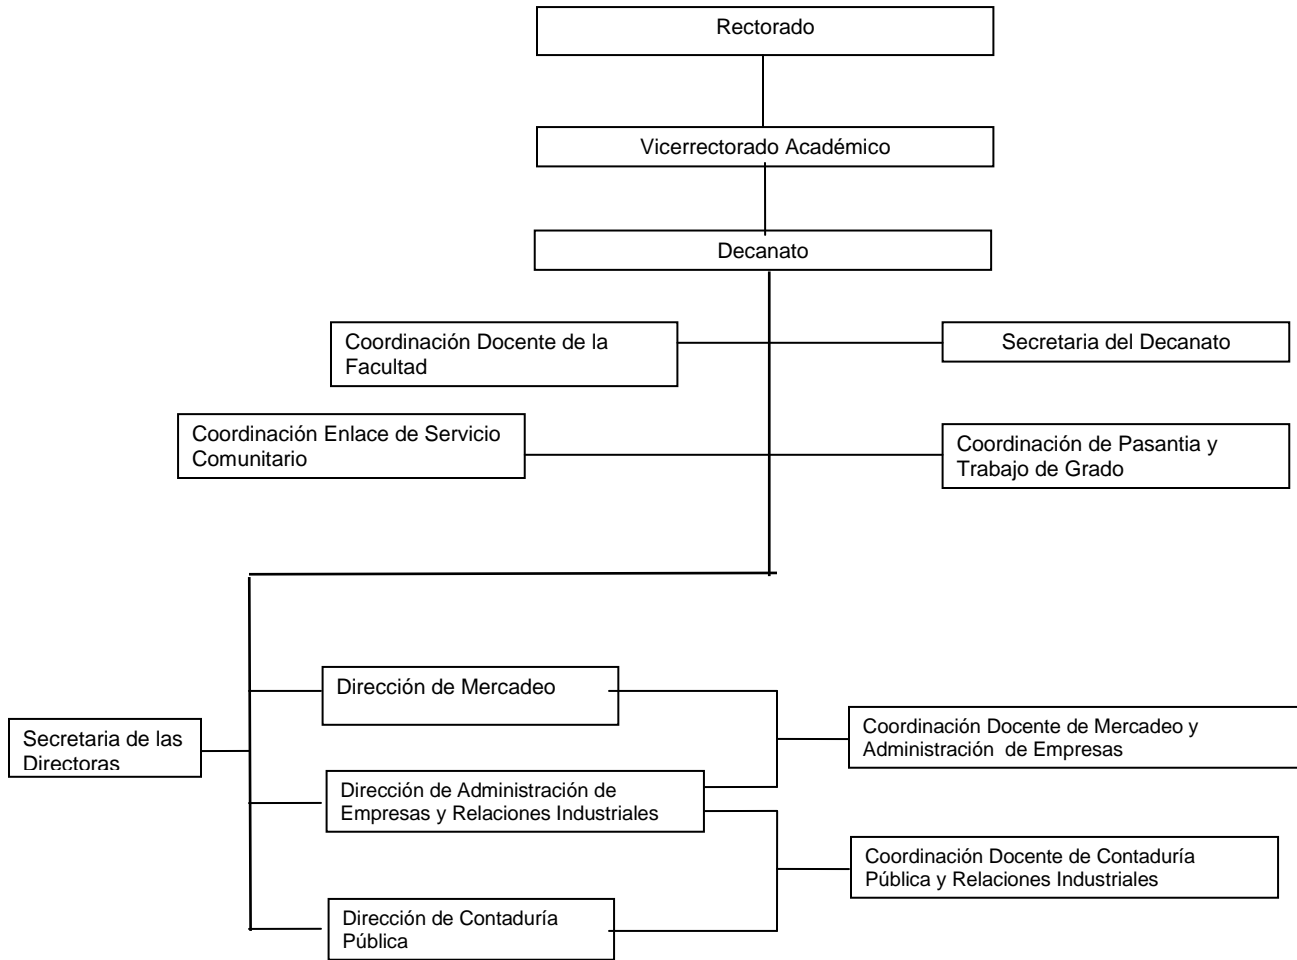 Rectorado
Vicerrectorado Académico
Decanato
Coordinación Docente de la
Facultad
Secretaria del Decanato
Coordinación Enlace de Servicio
Comunitario
Coordinación de Pasantia y
Trabajo de Grado
Dirección de Mercadeo
Secretaria de las
Directoras
Coordinación Docente de Mercadeo y
Administración de Empresas
Dirección de Administración de
Empresas y Relaciones Industriales
Coordinación Docente de Contaduría
Pública y Relaciones Industriales
Dirección de Contaduría
Pública